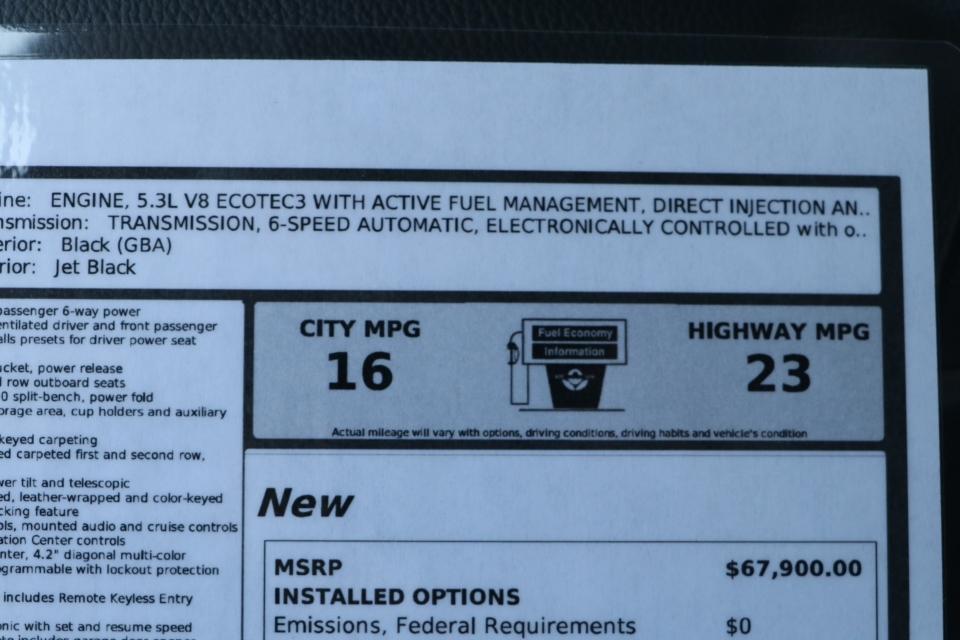 ine: ENGINE, 5.3L V8 ECOTEC3 WITH ACTIVE FUEL MANAGEMENT, DIRECT INJECTION AN..
nsmission: TRANSMISSION, 6-SPEED AUTOMATIC, ELECTRONICALLY CONTROLLED with o..
erior: Black (GBA)
rior: Jet Black
passenger 6-way power
entilated driver and front passenger
alls presets for driver power seat
ucket, power release
d row outboard seats
0 split-bench, power fold
orage area, cup holders and auxiliary
keyed carpeting
ed carpeted first and second row,
wer tilt and telescopic
ed, leather-wrapped and color-keyed
cking feature
ols, mounted audio and cruise controls
ation Center controls
nter, 4.2" diagonal multi-color
ogrammable with lockout protection
includes Remote Keyless Entry
onic with set and resume speed
CITY MPG
16
Fuel Economy
Information
HIGHWAY MPG
23
Actual mileage will vary with options, driving conditions, driving habits and vehicle's condition
New
MSRP $67,900.00
INSTALLED OPTIONS
Emissions, Federal Requirements $0